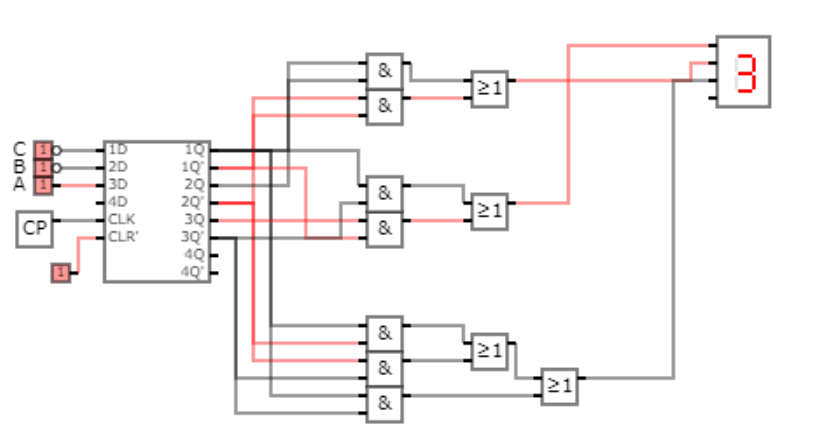 &
≥1
&
3
C 1 1D 1Q
B 1 2D 1Q'
A 1 3D 2Q
4D 2Q'
CP CLK 3Q
CLR' 3Q'
4Q
1 4Q'
&
≥1
&
&
≥1
&
≥1
&